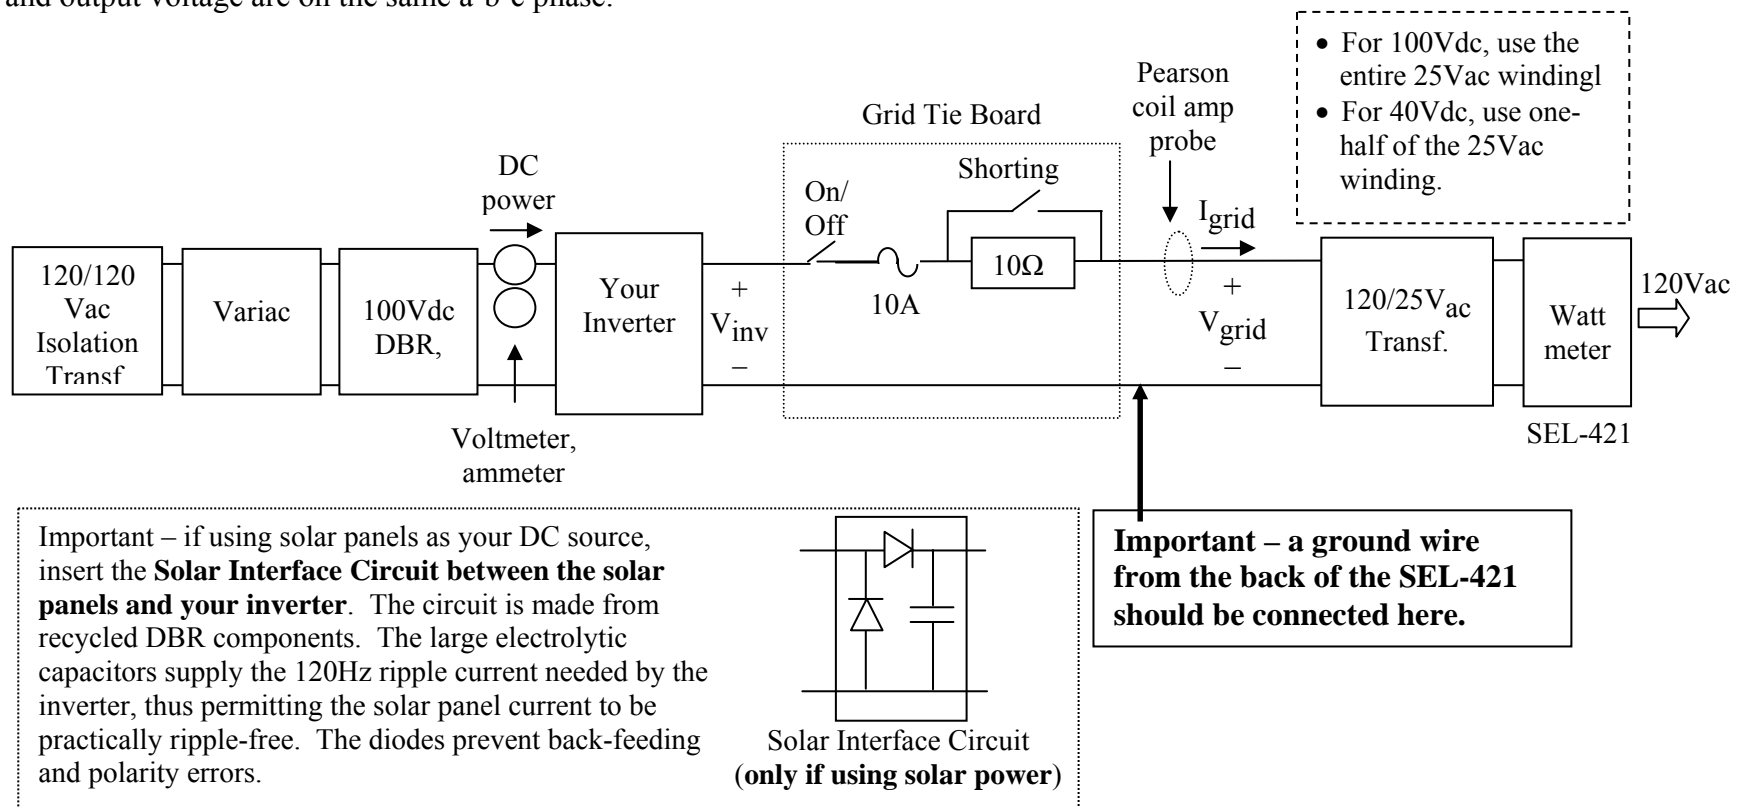 and output voltage are on the same a-b-c phase.
• For 100Vdc, use the
entire 25Vac windingl
• For 40Vdc, use one-
half of the 25Vac
winding.
Pearson
coil amp
probe
Grid Tie Board
DC
power
On/
Off
Shorting
Igrid
120/120
Vac
Isolation
Transf
Variac
100Vdc
DBR,
Your
Inverter
+
Vinv
−
10A
10Ω
+
Vgrid
−
120/25Vac
Transf.
Watt
meter
120Vac
SEL-421
Voltmeter,
ammeter
Important – if using solar panels as your DC source,
insert the Solar Interface Circuit between the solar
panels and your inverter. The circuit is made from
recycled DBR components. The large electrolytic
capacitors supply the 120Hz ripple current needed by the
inverter, thus permitting the solar panel current to be
practically ripple-free. The diodes prevent back-feeding
and polarity errors.
Solar Interface Circuit
(only if using solar power)
Important – a ground wire
from the back of the SEL-421
should be connected here.